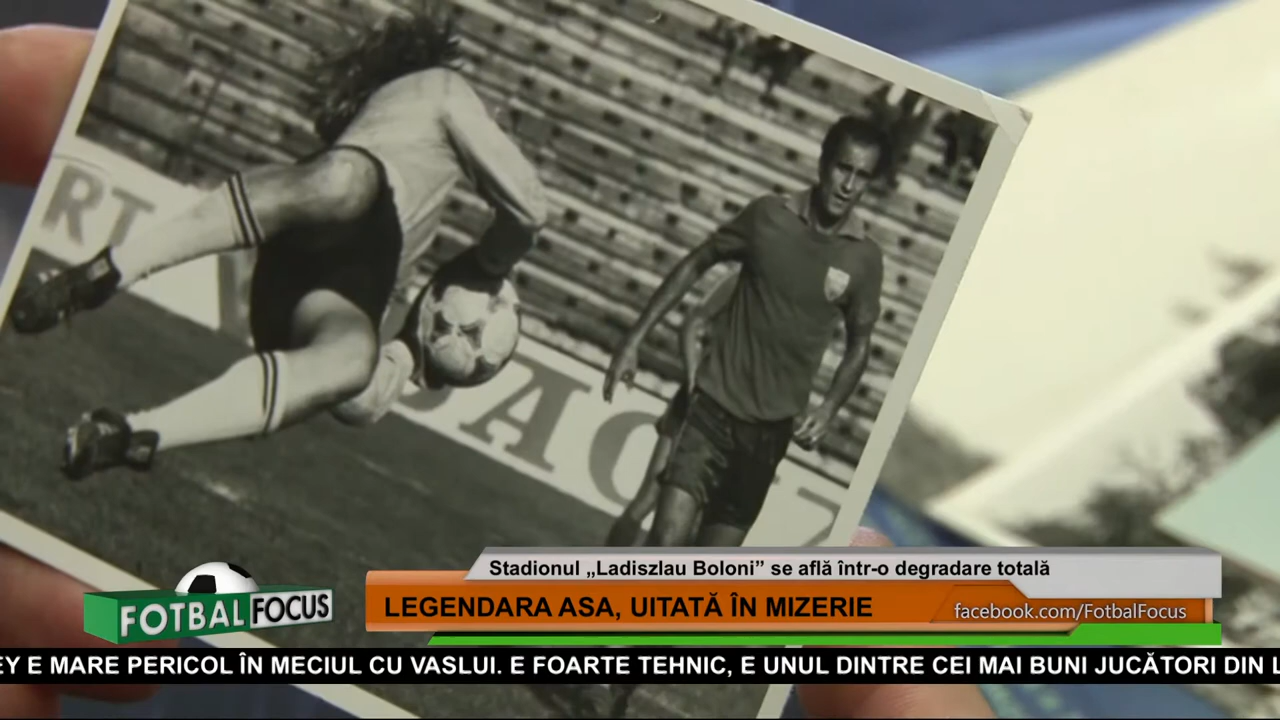 RT
Stadionul „Ladiszlau Boloni” se află într-o degradare totală
FOTBAL FOCUS
LEGENDARA ASA, UITATĂ ÎN MIZERIE
facebook.com/FotbalFocus
EY E MARE PERICOL ÎN MECIUL CU VASLUI. E FOARTE TEHNIC, E UNUL DINTRE CEI MAI BUNI JUCĂTORI DIN L